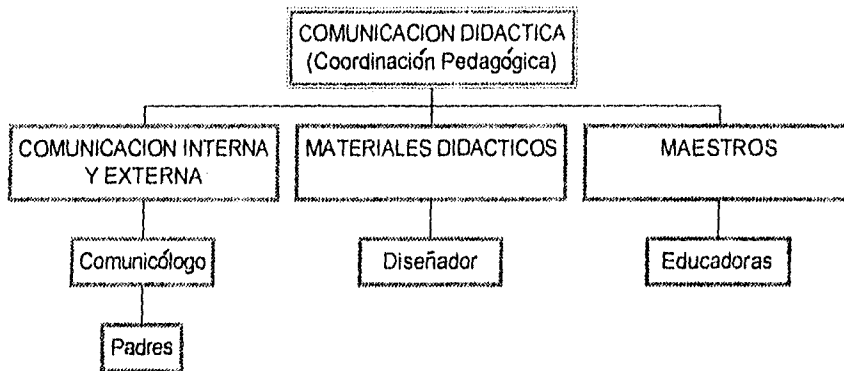 COMUNICACION DIDACTICA
(Coordinación Pedagógica)
COMUNICACION INTERNA
Y EXTERNA
MATERIALES DIDACTICOS
MAESTROS
Comunicólogo
Diseñador
Educadoras
Padres